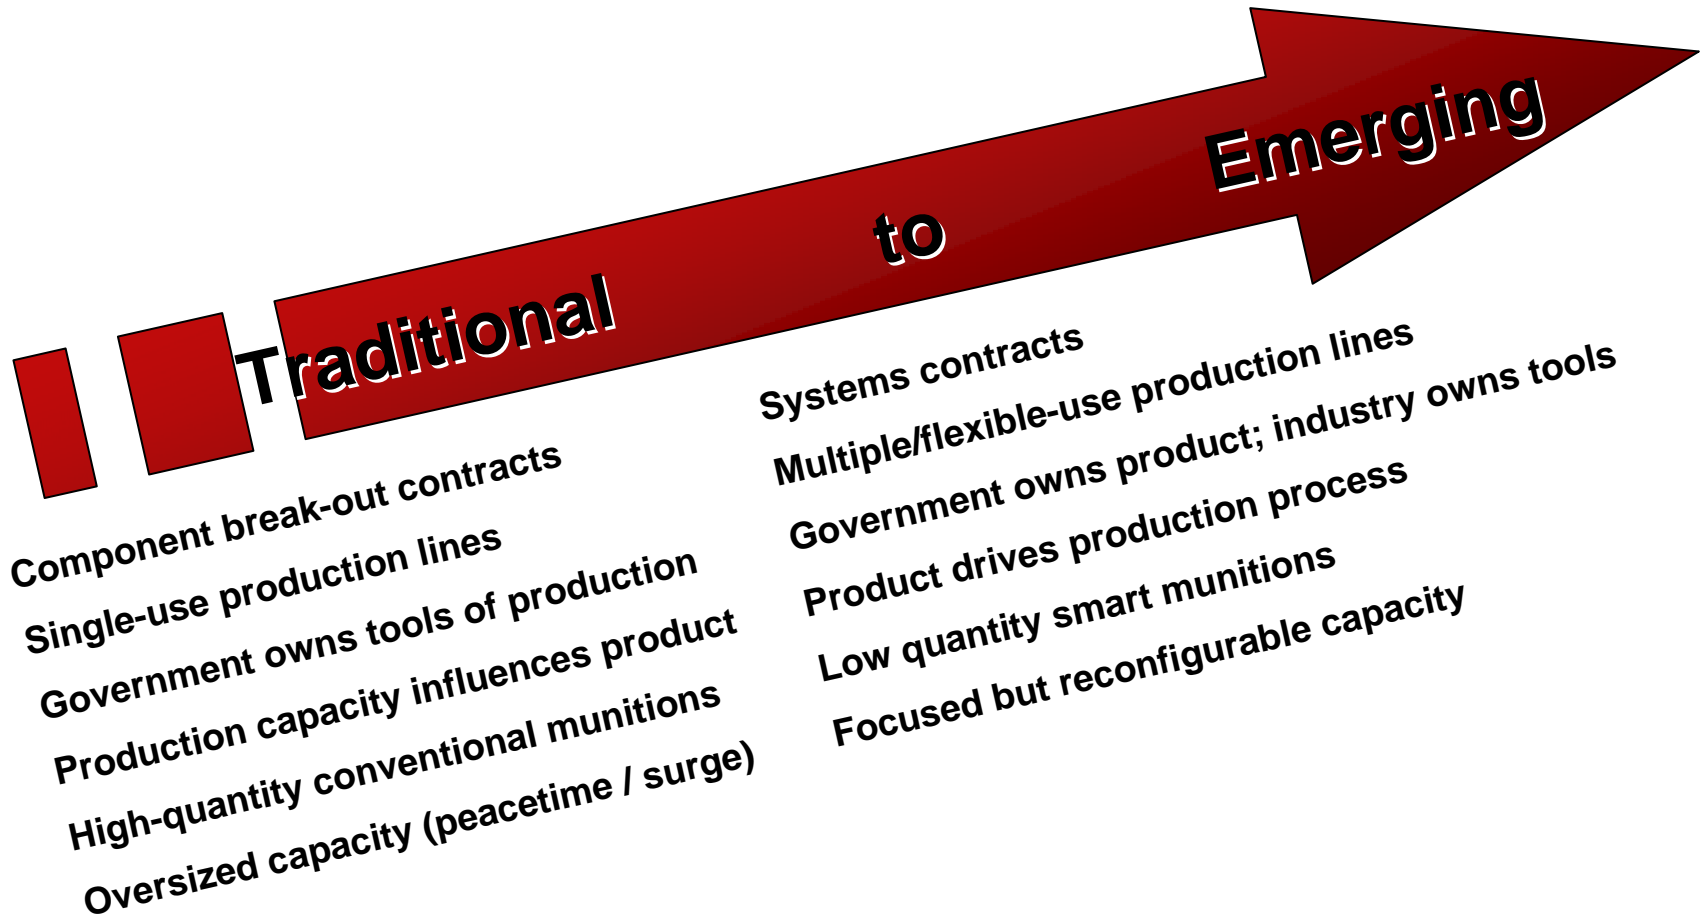 Traditional to Emerging
Component break-out contracts
Single-use production lines
Government owns tools of production
Production capacity influences product
High-quantity conventional munitions
Oversized capacity (peacetime / surge)
Systems contracts
Multiple/flexible-use production lines
Government owns product; industry owns tools
Product drives production process
Low quantity smart munitions
Focused but reconfigurable capacity